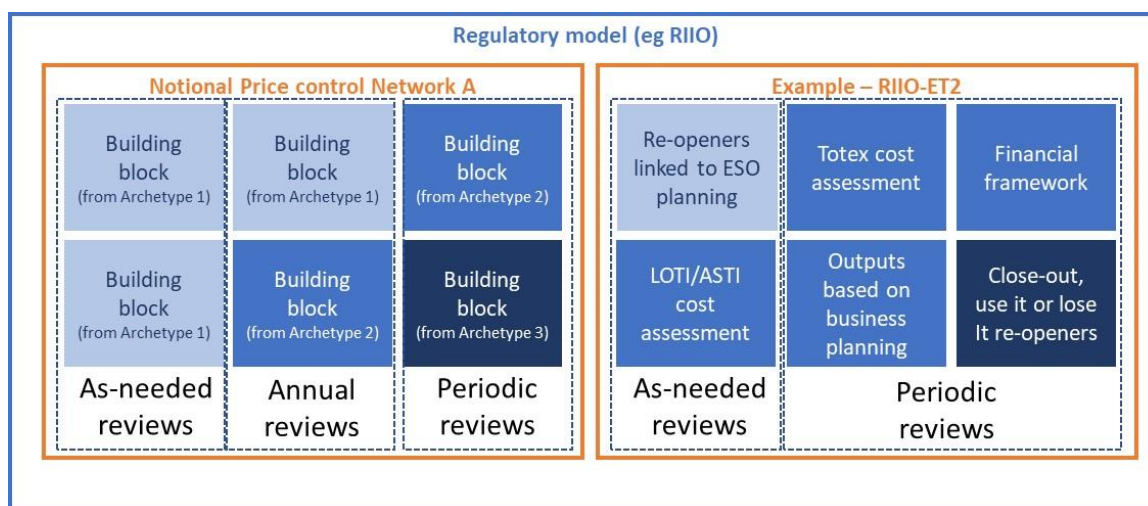 Regulatory model (eg RIIO)
Notional Price control Network A
Building
block
(from Archetype 1)
Building
block
(from Archetype 1)
Building
block
(from Archetype 2)
Building
block
(from Archetype 1)
Building
block
(from Archetype 2)
Building
block
(from Archetype 3)
As-needed
reviews
Annual
reviews
Periodic
reviews
Example – RIIO-ET2
Re-openers
linked to ESO
planning
Totex cost
assessment
Financial
framework
LOTI/ASTI
cost
assessment
Outputs
based on
business
planning
Close-out,
use it or lose
It re-openers
As-needed
reviews
Periodic
reviews